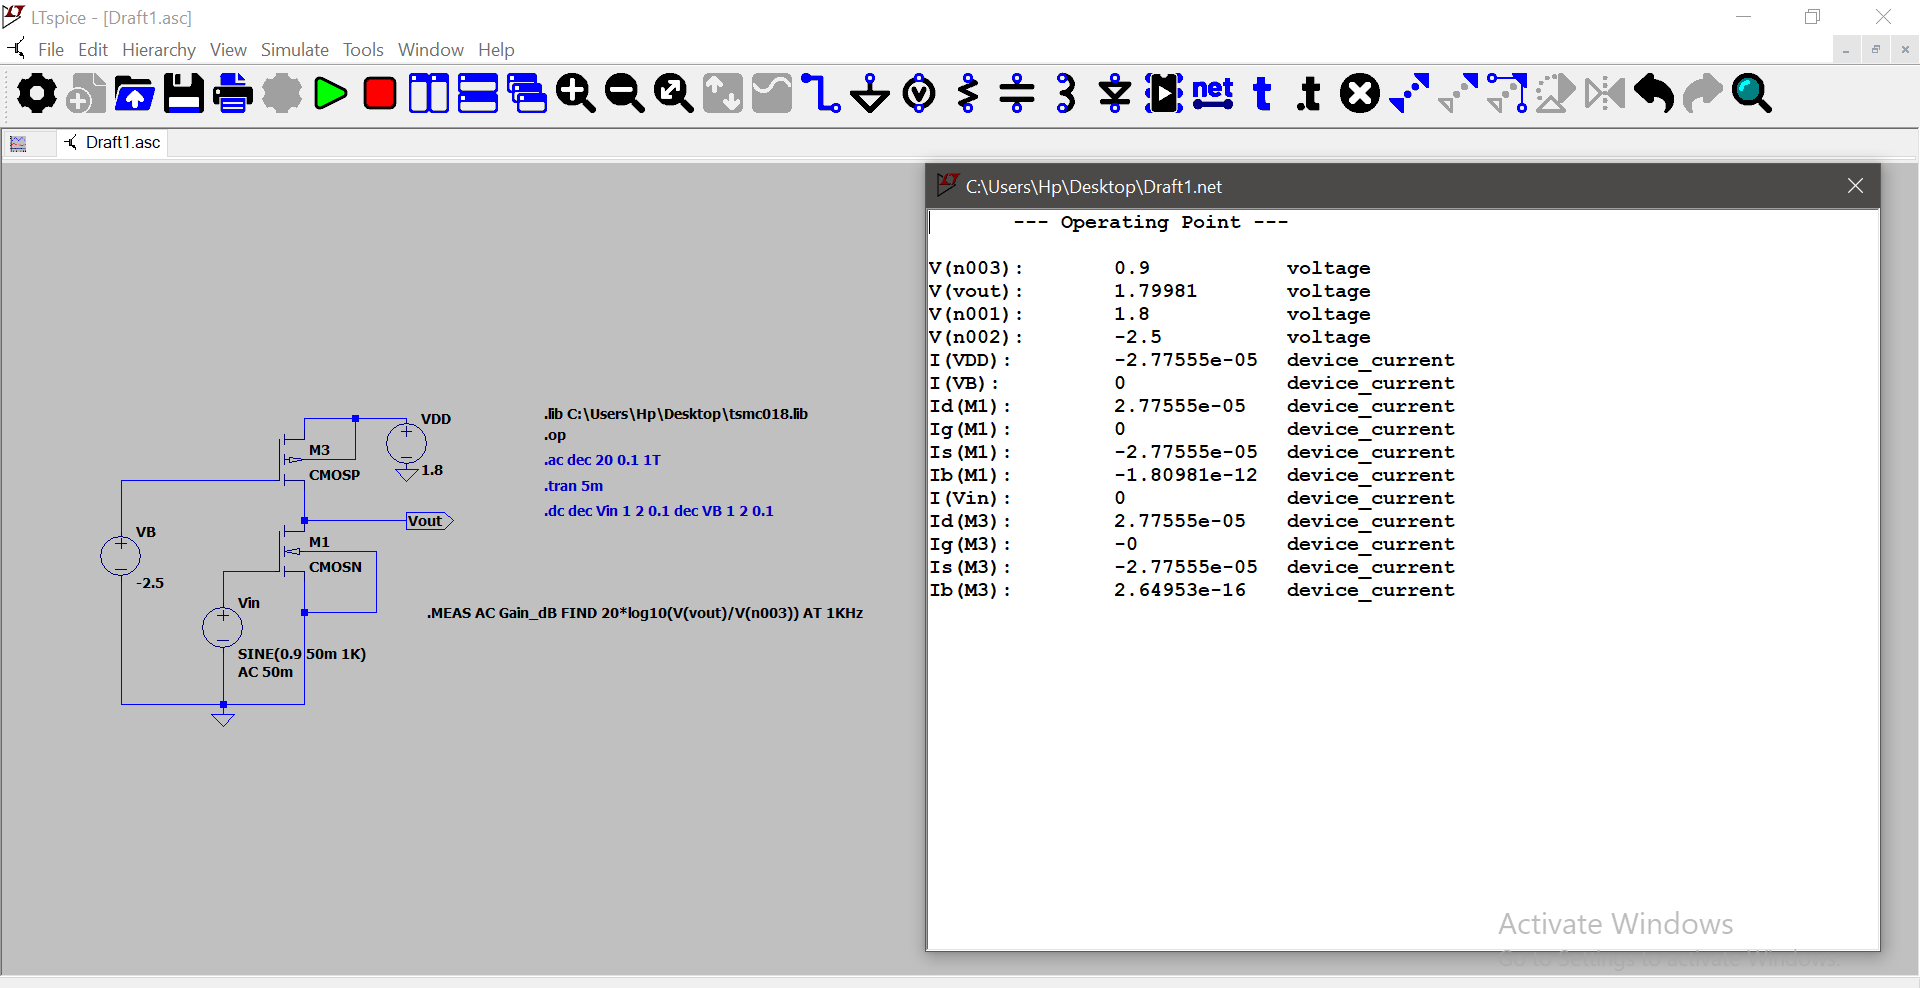 LTspice - [Draft1.asc]
File Edit Hierarchy View Simulate Tools Window Help
net t .t
Draft1.asc
C:\Users\Hp\Desktop\Draft1.net
--- Operating Point ---
V(n003): 0.9 voltage
V(vout): 1.79981 voltage
V(n001): 1.8 voltage
V(n002): -2.5 voltage
I(VDD): -2.77555e-05 device_current
I(VB): 0 device_current
Id(M1): 2.77555e-05 device_current
Ig(M1): 0 device_current
Is(M1): -2.77555e-05 device_current
Ib(M1): -1.80981e-12 device_current
I(Vin): 0 device_current
Id(M3): 2.77555e-05 device_current
Ig(M3): -0 device_current
Is(M3): -2.77555e-05 device_current
Ib(M3): 2.64953e-16 device_current
VDD
1.8
M3
CMOSP
Vout
VB
-2.5
M1
CMOSN
Vin
SINE(0.9 50m 1K)
AC 50m
.lib C:\Users\Hp\Desktop\tsmc018.lib
.op
.ac dec 20 0.1 1T
.tran 5m
.dc dec Vin 1 2 0.1 dec VB 1 2 0.1
.MEAS AC Gain_dB FIND 20*log10(V(vout)/V(n003)) AT 1KHz
Activate Windows
Go to Settings to activate Windows.